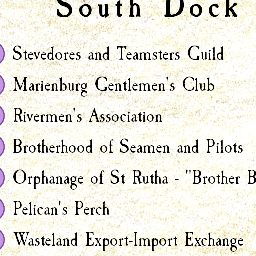 South Dock
Stevedores and Teamsters Guild
Marienburg Gentlemen's Club
Rivermen's Association
Brotherhood of Seamen and Pilots
Orphanage of St Rutha - "Brother B
Pelican's Perch
Wasteland Export-Import Exchange